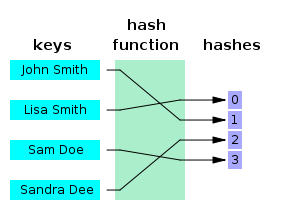 keys
hash
function
hashes
John Smith
Lisa Smith
Sam Doe
Sandra Dee
0
1
2
3